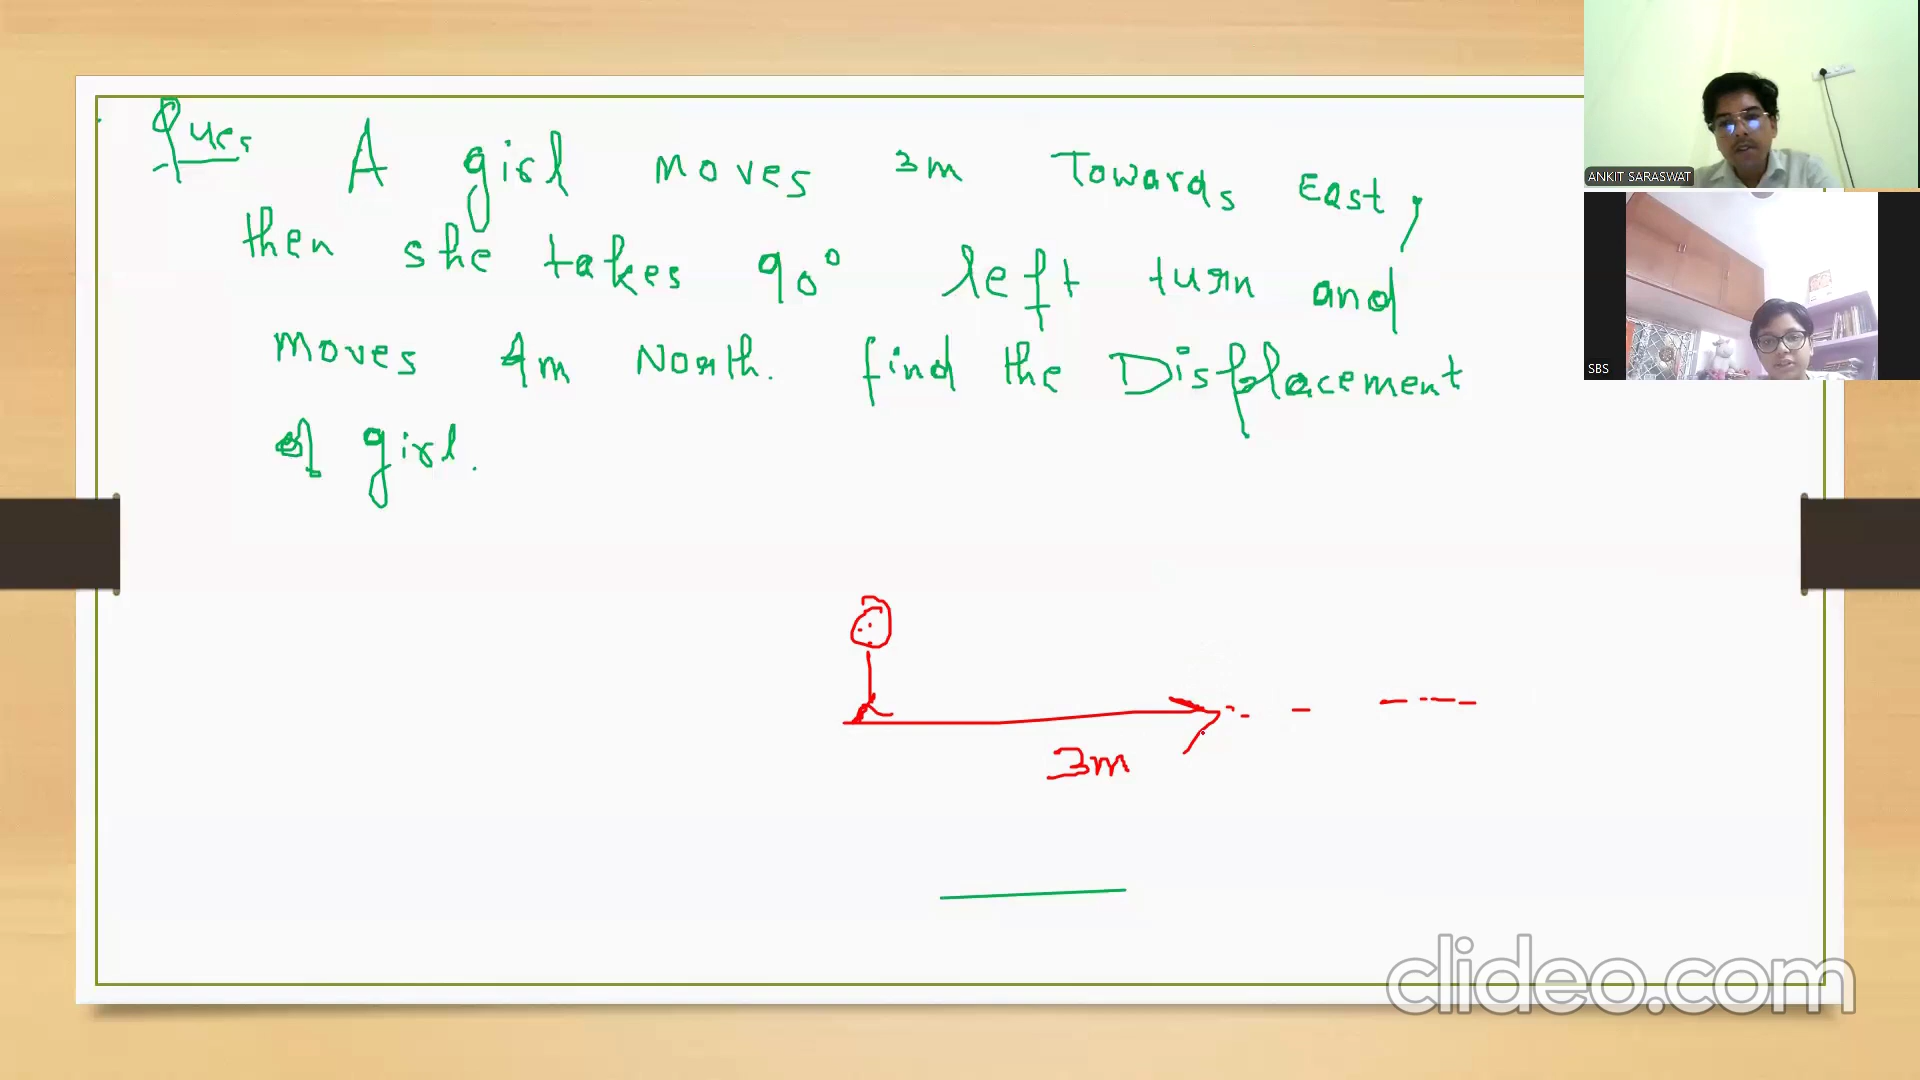 Ques A girl moves 3m Towards East,
then she takes 90° left turn and
moves 4m North. find the Displacement
of girl.
3m
ANKIT SARASWAT
SBS
clideo.com